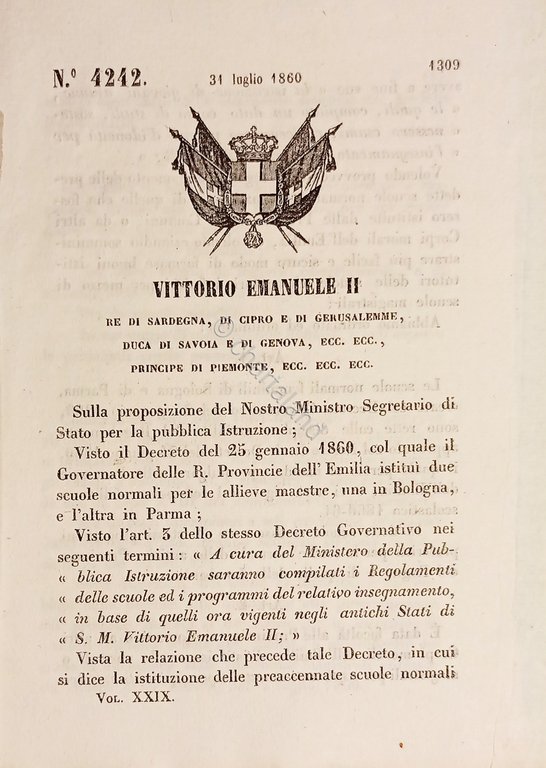 N.° 4242.
31 luglio 1860
1309
VITTORIO EMANUELE II
RE DI SARDEGNA, DI CIPRO E DI GERUSALEMME,
DUCA DI SAVOIA E DI GENOVA, ECC. ECC.,
PRINCIPE DI PIEMONTE, ECC. ECC. ECC.
Sulla proposizione del Nostro Ministro Segretario di
Stato per la pubblica Istruzione ;
Visto il Decreto del 25 gennaio 1860, col quale il
Governatore delle R. Provincie dell' Emilia istituì due
scuole normali per le allieve maestre, una in Bologna,
e l'altra in Parma ;
Visto l'art. 3 dello stesso Decreto Governativo nei
seguenti termini : « A cura del Ministero della Pub-
« blica Istruzione saranno compilati i Regolamenti
« delle scuole ed i programmi del relativo insegnamento,
« in base di quelli ora vigenti negli antichi Stati di
« S. M. Vittorio Emanuele II; »
Vista la relazione che precede tale Decreto, in cui
si dice la istituzione delle preaccennate scuole normali
VOL. XXIX.
© chartaland